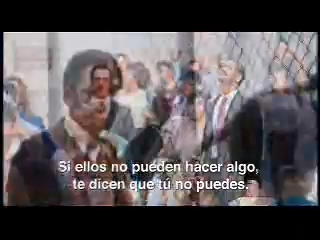 Si ellos no pueden hacer algo,
te dicen que tú no puedes.